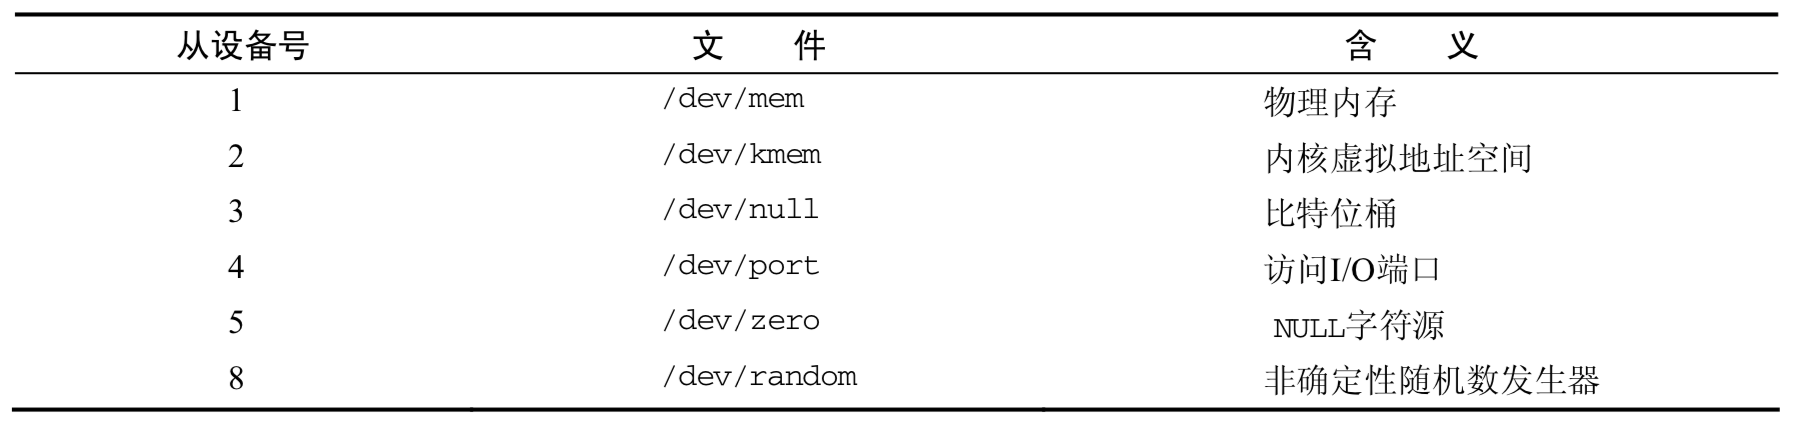 从设备号 文 件 含 义
1 /dev/mem 物理内存
2 /dev/kmem 内核虚拟地址空间
3 /dev/null 比特位桶
4 /dev/port 访问I/O端口
5 /dev/zero NULL字符源
8 /dev/random 非确定性随机数发生器